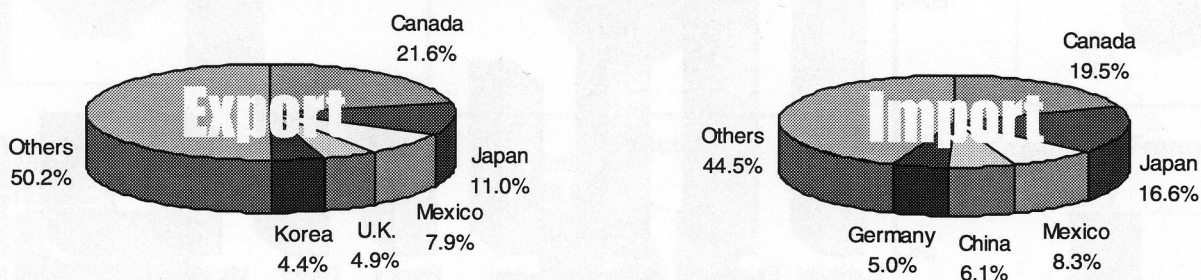 Export
Canada
21.6%
Japan
11.0%
Mexico
7.9%
U.K.
4.9%
Korea
4.4%
Others
50.2%
Import
Canada
19.5%
Japan
16.6%
Mexico
8.3%
China
6.1%
Germany
5.0%
Others
44.5%